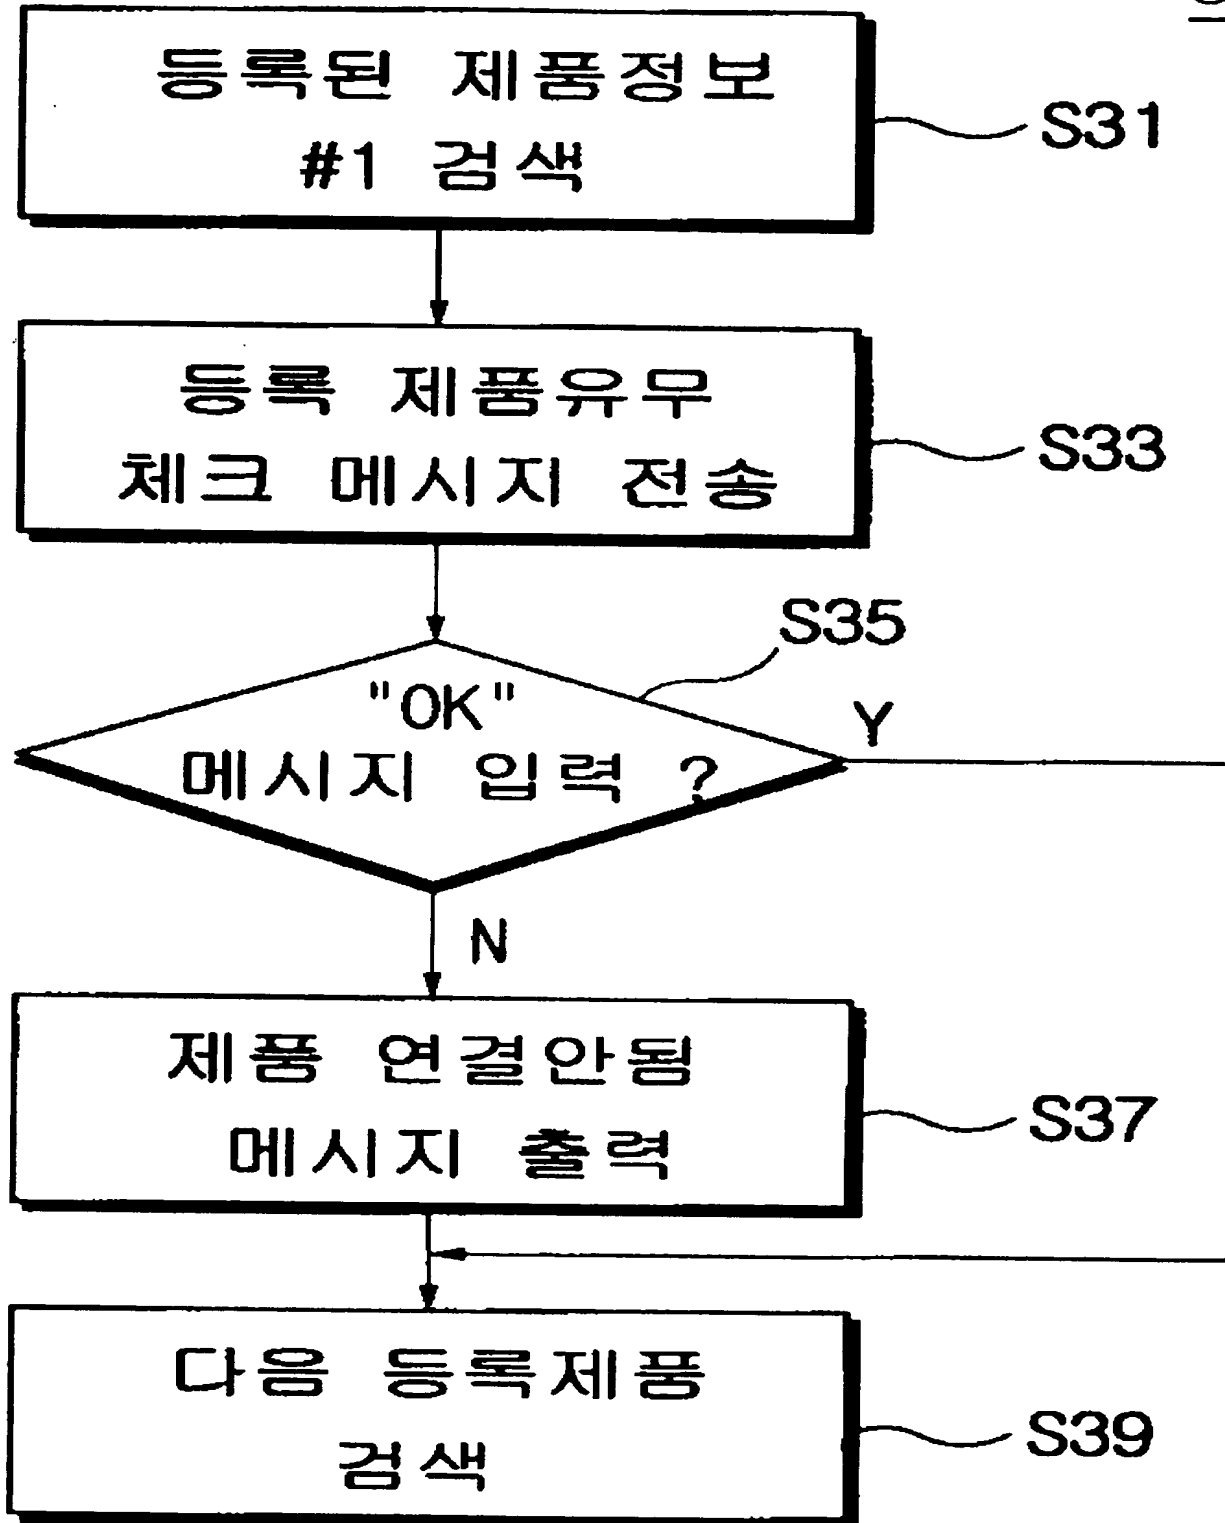 등록된 제품정보
#1 검색
S31
등록 제품유무
체크 메시지 전송
S33
S35
"OK"
메시지 입력 ?
Y
N
제품 연결안됨
메시지 출력
S37
다음 등록제품
검색
S39